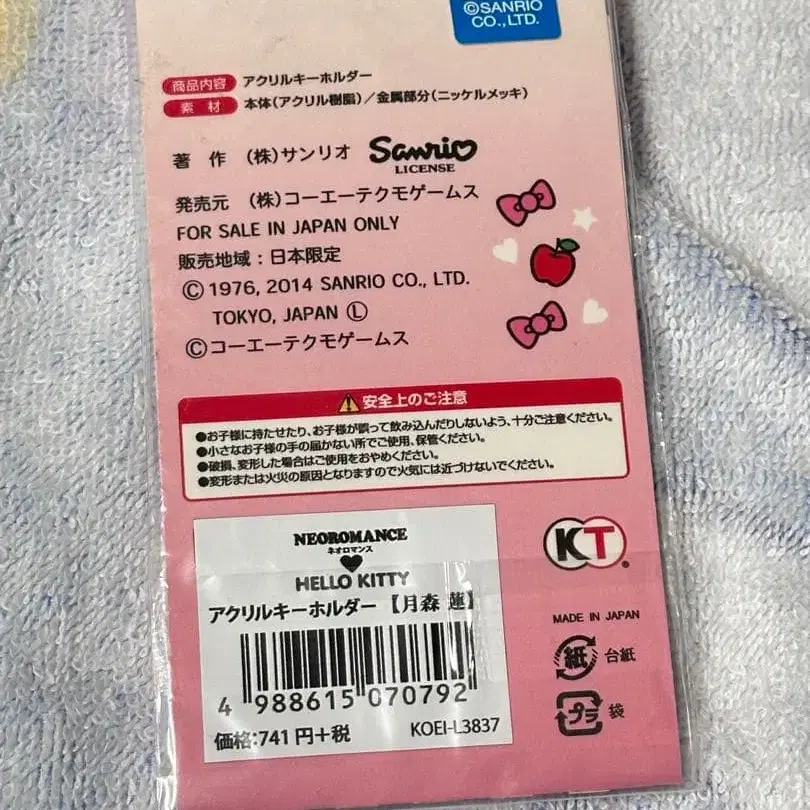 ©SANRIO
CO., LTD.
商品内容 アクリルキーホルダー
素材 本体(アクリル樹脂)/金属部分(ニッケルメッキ)
著作 (株)サンリオ Sanrio
LICENSE
発売元 (株)コーエーテクモゲームス
FOR SALE IN JAPAN ONLY
販売地域:日本限定
© 1976, 2014 SANRIO CO., LTD.
TOKYO, JAPAN Ⓛ
©コーエーテクモゲームス
安全上のご注意
●お子様に持たせたり、お子様が誤って飲み込んだりしないよう、十分ご注意ください。
●小さなお子様の手の届かない所でご使用、保管ください。
●破損、変形した場合はご使用をおやめください。
●変形または火災の原因となりますので火気には近づけないでください。
NEOROMANCE
ネオロマンス
HELLO KITTY
アクリルキーホルダー【月森 蓮】
4 988615 070792
価格:741円+税 KOEI-L3837
KT
MADE IN JAPAN
紙 台紙
プラ 袋